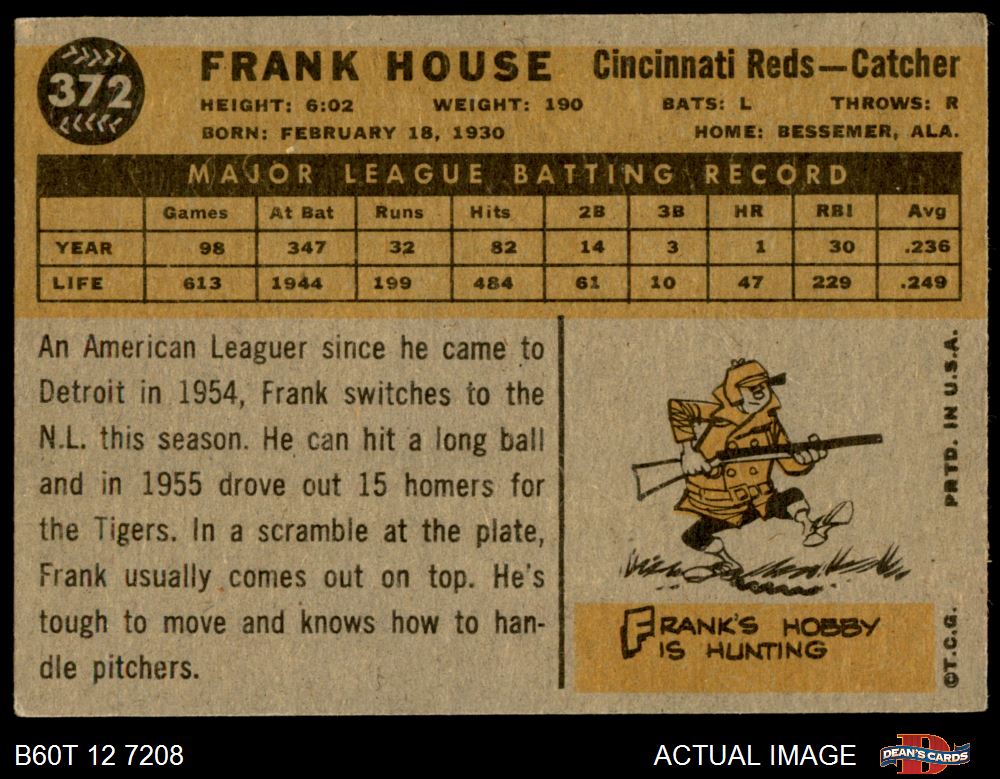 372
FRANK HOUSE Cincinnati Reds—Catcher
HEIGHT: 6:02 WEIGHT: 190 BATS: L THROWS: R
BORN: FEBRUARY 18, 1930 HOME: BESSEMER, ALA.
MAJOR LEAGUE BATTING RECORD
Games At Bat Runs Hits 2B 3B HR RBI Avg
YEAR 98 347 32 82 14 3 1 30 .236
LIFE 613 1944 199 484 61 10 47 229 .249
An American Leaguer since he came to
Detroit in 1954, Frank switches to the
N.L. this season. He can hit a long ball
and in 1955 drove out 15 homers for
the Tigers. In a scramble at the plate,
Frank usually comes out on top. He's
tough to move and knows how to han-
dle pitchers.
FRANK'S HOBBY
IS HUNTING
©T.C.G. PRTD. IN U.S.A.
B60T 12 7208 ACTUAL IMAGE DEAN'S CARDS